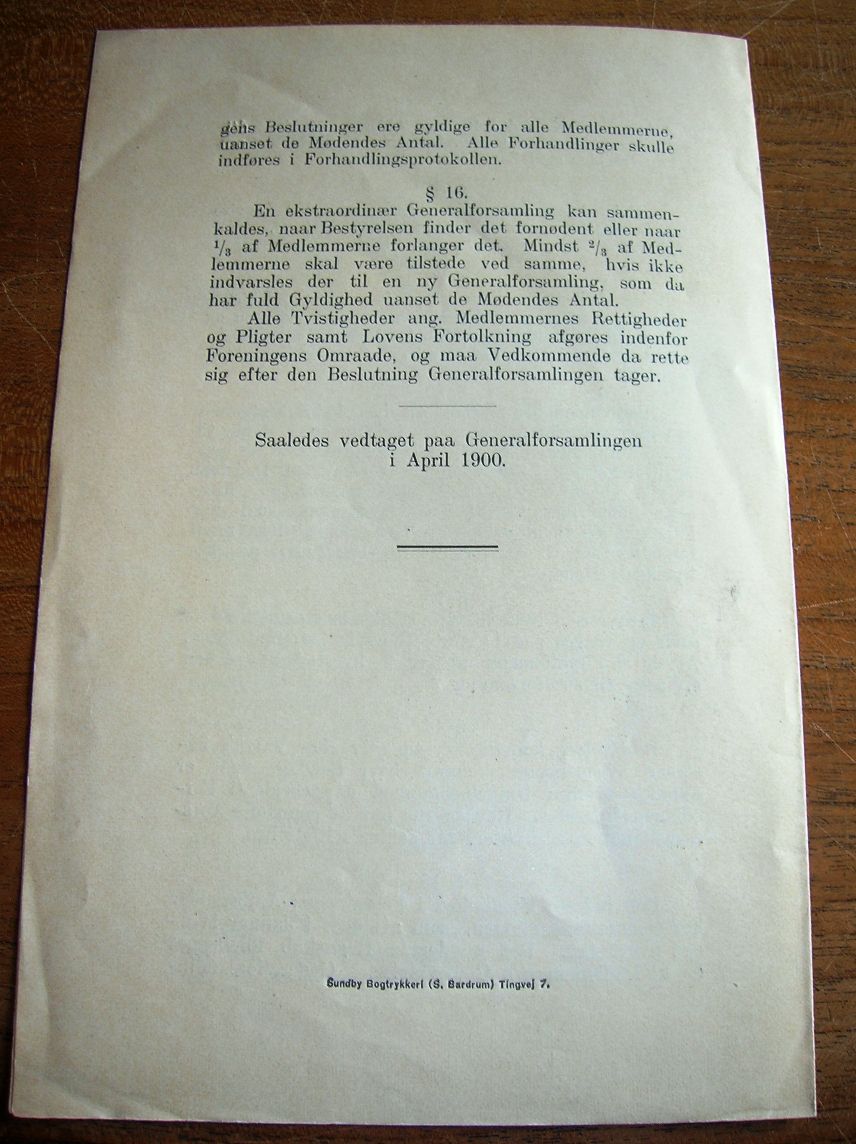 gens Beslutninger ere gyldige for alle Medlemmerne,
uanset de Mødendes Antal. Alle Forhandlinger skulle
indføres i Forhandlingsprotokollen.
§ 16.
En ekstraordinær Generalforsamling kan sammen-
kaldes, naar Bestyrelsen finder det fornødent eller naar
1/3 af Medlemmerne forlanger det. Mindst 2/3 af Med-
lemmerne skal være tilstede ved samme, hvis ikke
indvarsles der til en ny Generalforsamling, som da
har fuld Gyldighed uanset de Mødendes Antal.
Alle Tvistigheder ang. Medlemmernes Rettigheder
og Pligter samt Lovens Fortolkning afgøres indenfor
Foreningens Omraade, og maa Vedkommende da rette
sig efter den Beslutning Generalforsamlingen tager.
Saaledes vedtaget paa Generalforsamlingen
i April 1900.
Sundby Bogtrykkeri (S. Bardrum) Tingvej 7.